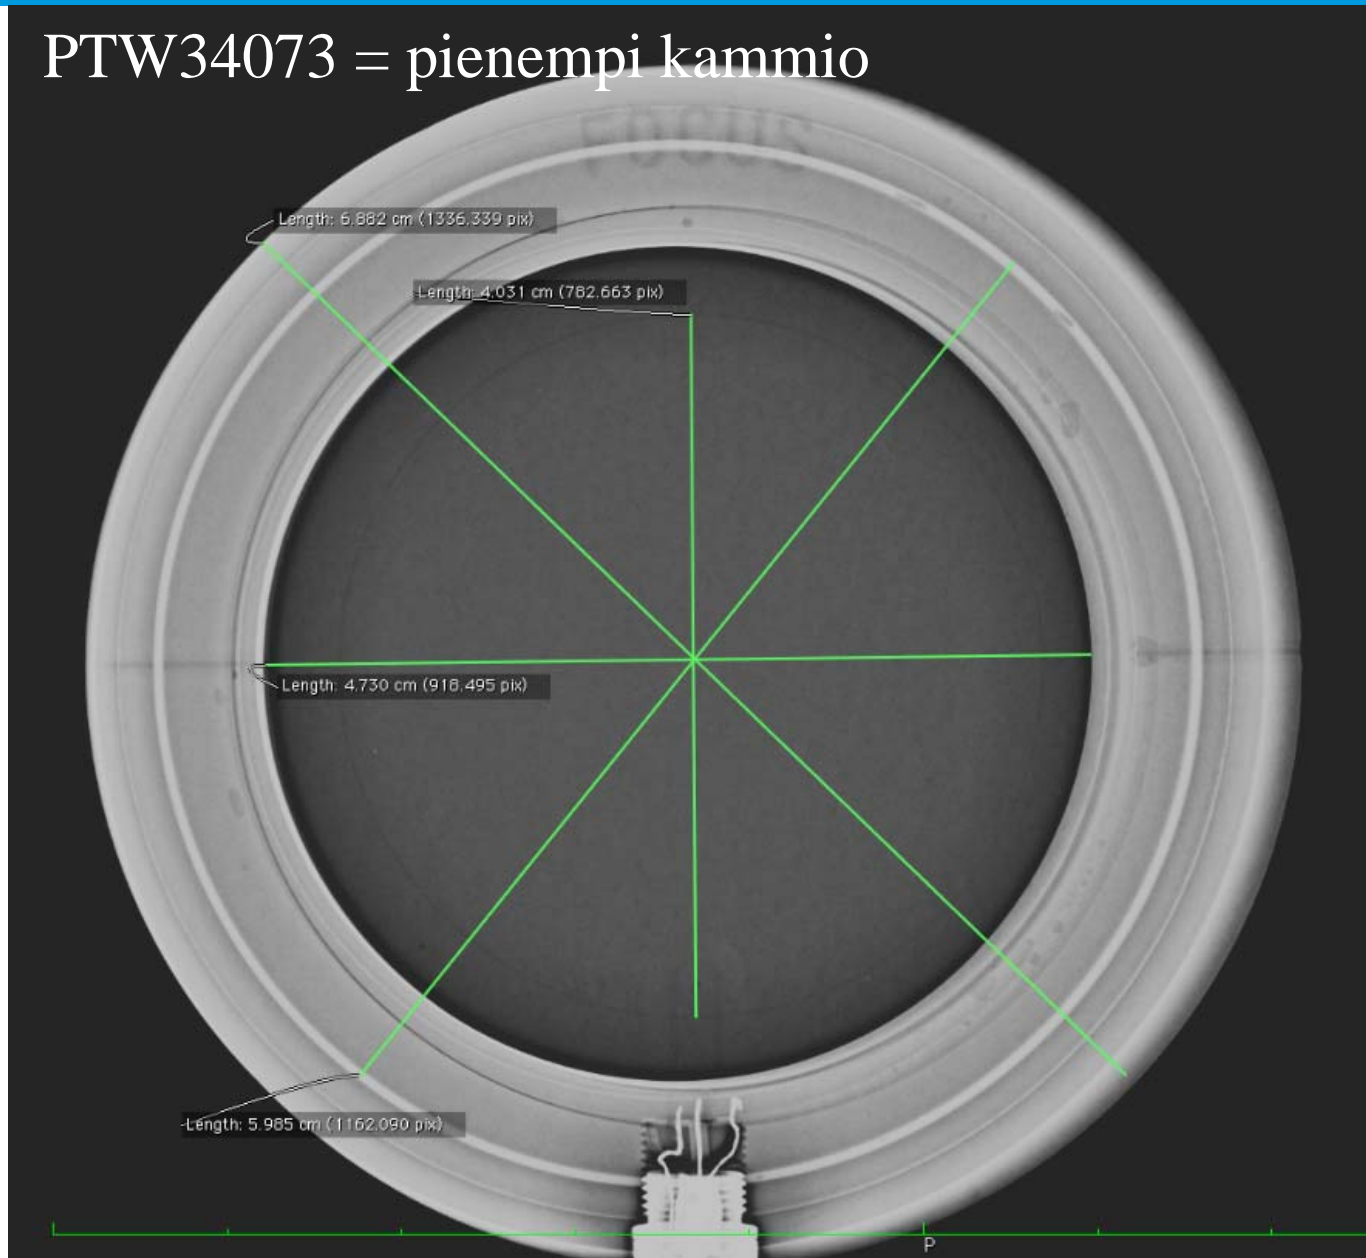 PTW34073 = pienempi kammio
FOCUS
Length: 6.882 cm (1336.339 pix)
Length: 4.031 cm (782.663 pix)
Length: 4.730 cm (918.495 pix)
Length: 5.985 cm (1162.090 pix)
P